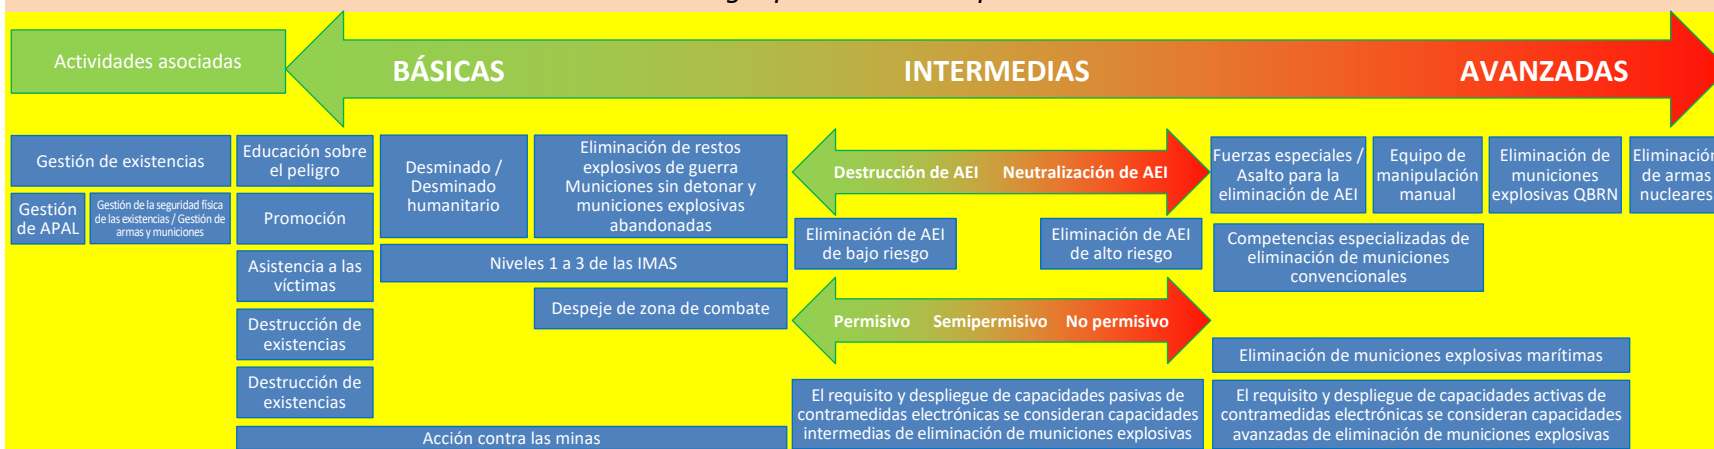 Actividades asociadas
BÁSICAS
INTERMEDIAS
AVANZADAS
Gestión de existencias
Gestión
de APAL
Gestión de la seguridad física
de las existencias / Gestión de
armas y municiones
Educación sobre
el peligro
Promoción
Asistencia a las
víctimas
Destrucción de
existencias
Destrucción de
existencias
Acción contra las minas
Desminado /
Desminado
humanitario
Eliminación de restos
explosivos de guerra
Municiones sin detonar y
municiones explosivas
abandonadas
Niveles 1 a 3 de las IMAS
Despeje de zona de combate
Destrucción de AEI
Neutralización de AEI
Eliminación de AEI
de bajo riesgo
Eliminación de AEI
de alto riesgo
Permisivo
Semipermisivo
No permisivo
El requisito y despliegue de capacidades pasivas de
contramedidas electrónicas se consideran capacidades
intermedias de eliminación de municiones explosivas
Fuerzas especiales /
Asalto para la
eliminación de AEI
Equipo de
manipulación
manual
Eliminación de
municiones
explosivas QBRN
Eliminación
de armas
nucleares
Competencias especializadas de
eliminación de municiones
convencionales
Eliminación de municiones explosivas marítimas
El requisito y despliegue de capacidades activas de
contramedidas electrónicas se consideran capacidades
avanzadas de eliminación de municiones explosivas